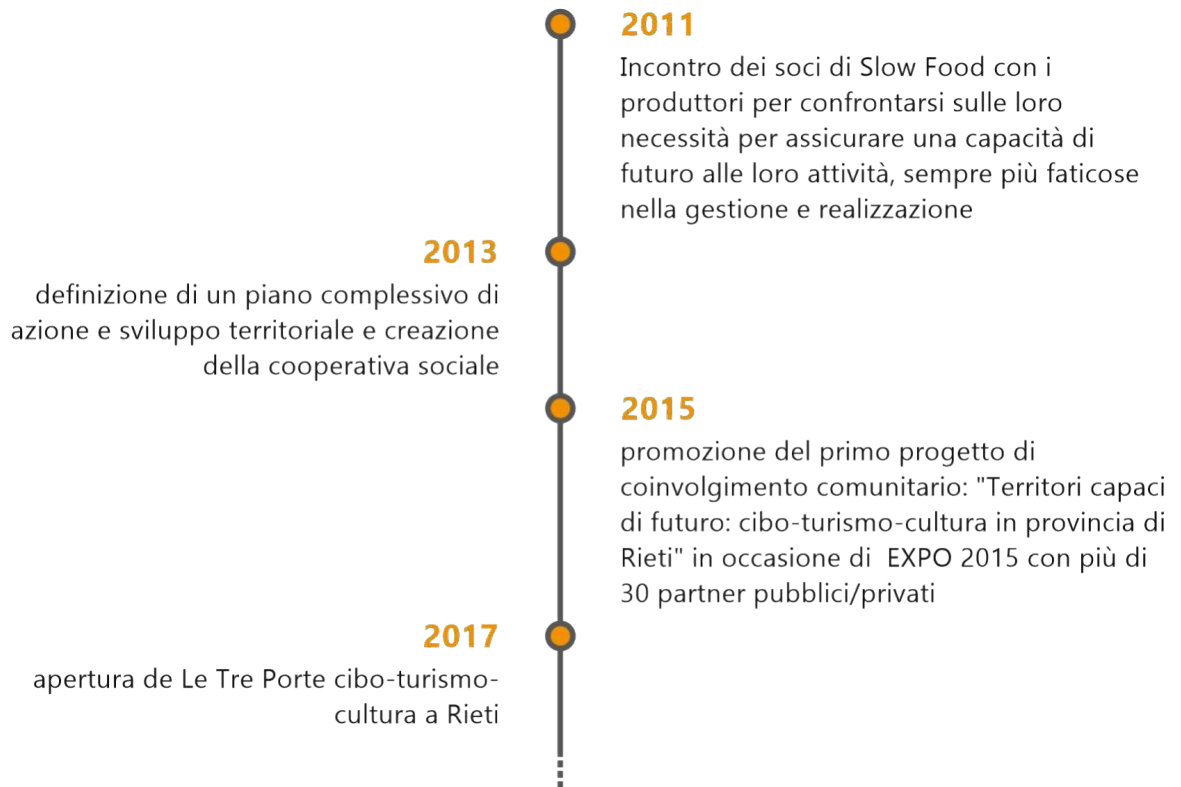 2011
Incontro dei soci di Slow Food con i
produttori per confrontarsi sulle loro
necessità per assicurare una capacità di
futuro alle loro attività, sempre più faticose
nella gestione e realizzazione
2013
definizione di un piano complessivo di
azione e sviluppo territoriale e creazione
della cooperativa sociale
2015
promozione del primo progetto di
coinvolgimento comunitario: "Territori capaci
di futuro: cibo-turismo-cultura in provincia di
Rieti" in occasione di  EXPO 2015 con più di
30 partner pubblici/privati
2017
apertura de Le Tre Porte cibo-turismo-
cultura a Rieti